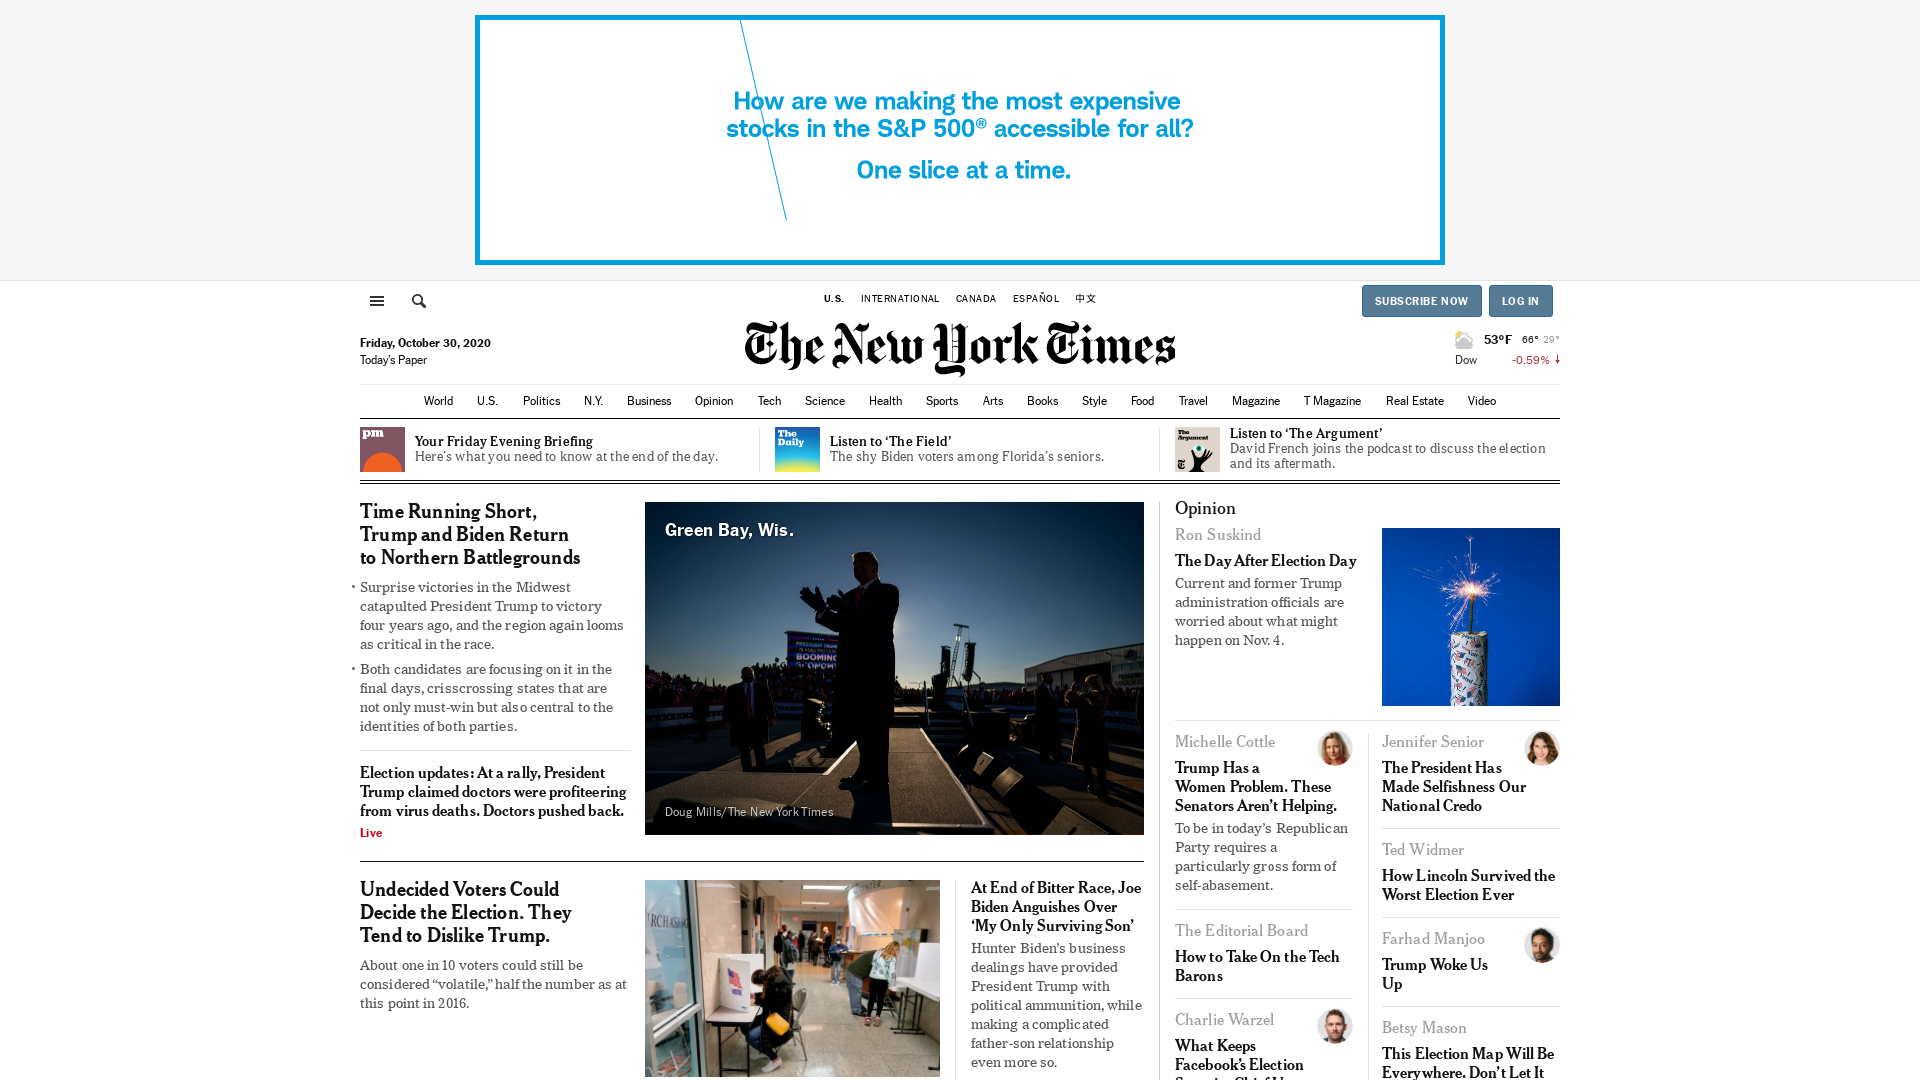 How are we making the most expensive
stocks in the S&P 500® accessible for all?
One slice at a time.
U.S. INTERNATIONAL CANADA ESPAÑOL 中文
SUBSCRIBE NOW LOG IN
Friday, October 30, 2020
Today's Paper
The New York Times
53°F 66° 29°
Dow -0.59% ↓
World U.S. Politics N.Y. Business Opinion Tech Science Health Sports Arts Books Style Food Travel Magazine T Magazine Real Estate Video
pm
Your Friday Evening Briefing
Here's what you need to know at the end of the day.
The
Daily
Listen to ‘The Field’
The shy Biden voters among Florida's seniors.
The
Argument
Listen to ‘The Argument’
David French joins the podcast to discuss the election
and its aftermath.
Time Running Short,
Trump and Biden Return
to Northern Battlegrounds
• Surprise victories in the Midwest
catapulted President Trump to victory
four years ago, and the region again looms
as critical in the race.
• Both candidates are focusing on it in the
final days, crisscrossing states that are
not only must-win but also central to the
identities of both parties.
Election updates: At a rally, President
Trump claimed doctors were profiteering
from virus deaths. Doctors pushed back.
Live
Green Bay, Wis.
BOOMING
ECONOMY
Doug Mills/The New York Times
Undecided Voters Could
Decide the Election. They
Tend to Dislike Trump.
About one in 10 voters could still be
considered “volatile,” half the number as at
this point in 2016.
At End of Bitter Race, Joe
Biden Anguishes Over
‘My Only Surviving Son’
Hunter Biden’s business
dealings have provided
President Trump with
political ammunition, while
making a complicated
father-son relationship
even more so.
Opinion
Ron Suskind
The Day After Election Day
Current and former Trump
administration officials are
worried about what might
happen on Nov. 4.
Michelle Cottle
Trump Has a
Women Problem. These
Senators Aren’t Helping.
To be in today’s Republican
Party requires a
particularly gross form of
self-abasement.
The Editorial Board
How to Take On the Tech
Barons
Charlie Warzel
What Keeps
Facebook’s Election
Jennifer Senior
The President Has
Made Selfishness Our
National Credo
Ted Widmer
How Lincoln Survived the
Worst Election Ever
Farhad Manjoo
Trump Woke Us
Up
Betsy Mason
This Election Map Will Be
Everywhere. Don’t Let It